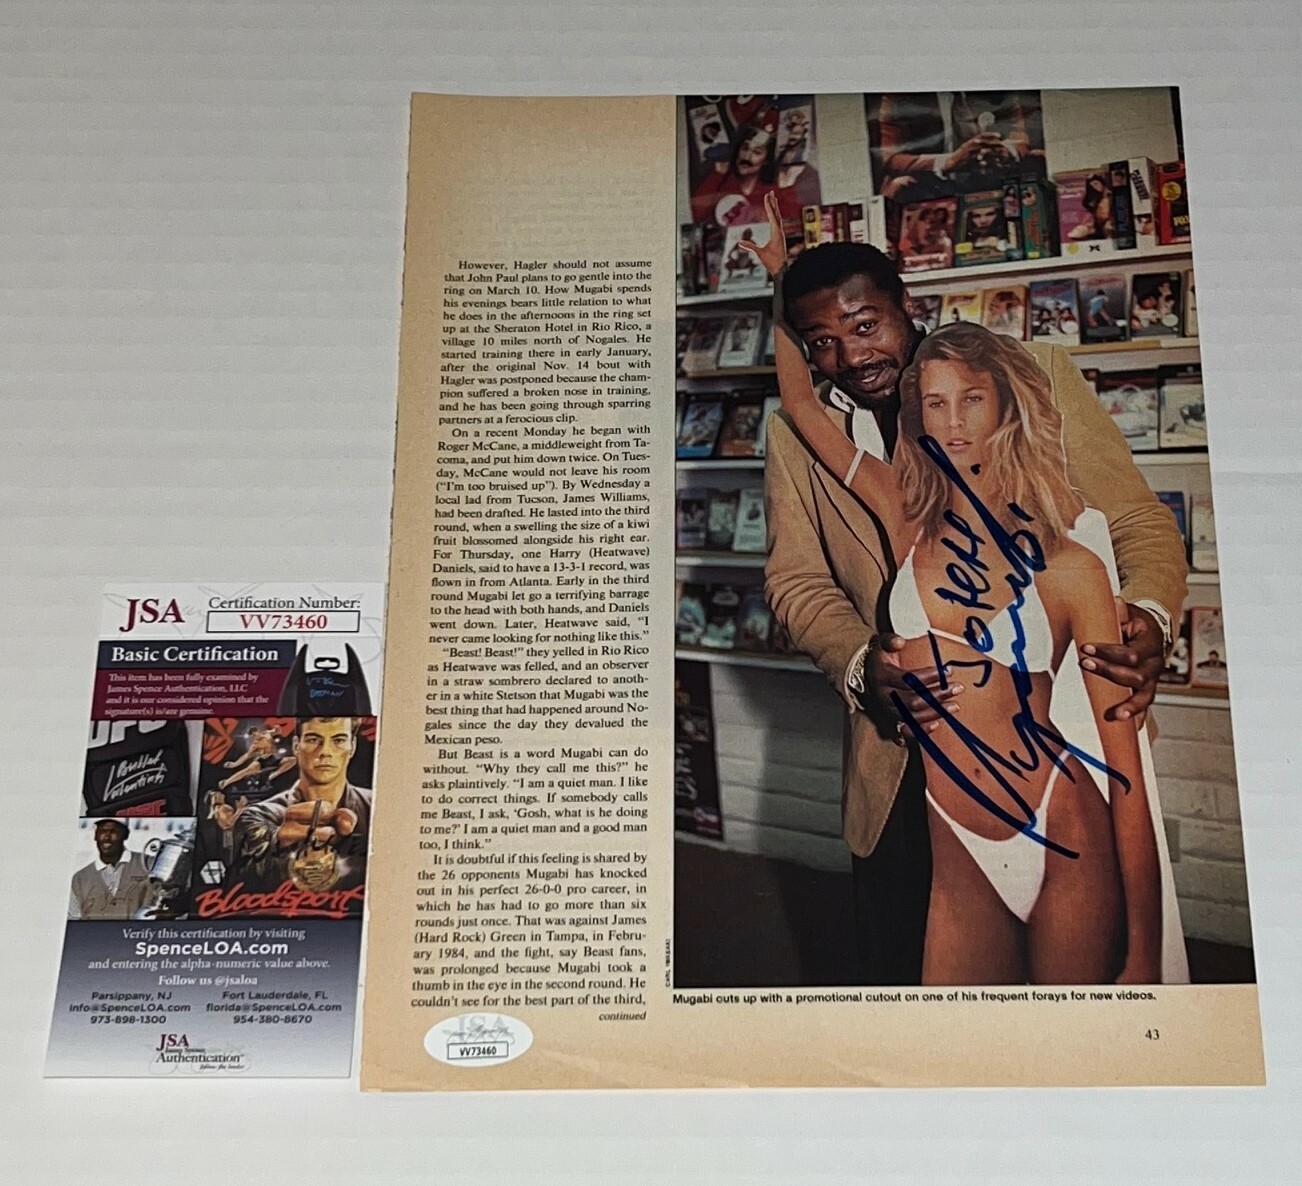 However, Hagler should not assume
that John Paul plans to go gentle into the
ring on March 10. How Mugabi spends
his evenings bears little relation to what
he does in the afternoons in the ring set
up at the Sheraton Hotel in Rio Rico, a
village 10 miles north of Nogales. He
started training there in early January,
after the original Nov. 14 bout with
Hagler was postponed because the cham-
pion suffered a broken nose in training,
and he has been going through sparring
partners at a ferocious clip.
On a recent Monday he began with
Roger McCane, a middleweight from Ta-
coma, and put him down twice. On Tues-
day, McCane would not leave his room
("I'm too bruised up"). By Wednesday a
local lad from Tucson, James Williams,
had been drafted. He lasted into the third
round, when a swelling the size of a kiwi
fruit blossomed alongside his right ear.
For Thursday, one Harry (Heatwave)
Daniels, said to have a 13-3-1 record, was
flown in from Atlanta. Early in the third
round Mugabi let go a terrifying barrage
to the head with both hands, and Daniels
went down. Later, Heatwave said, "I
never came looking for nothing like this."
"Beast! Beast!" they yelled in Rio Rico
as Heatwave was felled, and an observer
in a straw sombrero declared to anoth-
er in a white Stetson that Mugabi was the
best thing that had happened around No-
gales since the day they devalued the
Mexican peso.
But Beast is a word Mugabi can do
without. "Why they call me this?" he
asks plaintively. "I am a quiet man. I like
to do correct things. If somebody calls
me Beast, I ask, 'Gosh, what is he doing
to me?' I am a quiet man and a good man
too, I think."
It is doubtful if this feeling is shared by
the 26 opponents Mugabi has knocked
out in his perfect 26-0-0 pro career, in
which he has had to go more than six
rounds just once. That was against James
(Hard Rock) Green in Tampa, in Febru-
ary 1984, and the fight, say Beast fans,
was prolonged because Mugabi took a
thumb in the eye in the second round. He
couldn't see for the best part of the third,
continued
Mugabi cuts up with a promotional cutout on one of his frequent forays for new videos.
43
VV73460
JSA
Certification Number:
VV73460
Basic Certification
This item has been fully examined by
James Spence Authentication, LLC
and it is our considered opinion that the
signature(s) is/are genuine.
Bloodsport
Verify this certification by visiting
SpenceLOA.com
and entering the alpha-numeric value above.
Follow us @jsaloa
Parsippany, NJ
info@SpenceLOA.com
973-898-1300
Fort Lauderdale, FL
florida@SpenceLOA.com
954-380-8670
JSA
Authentication